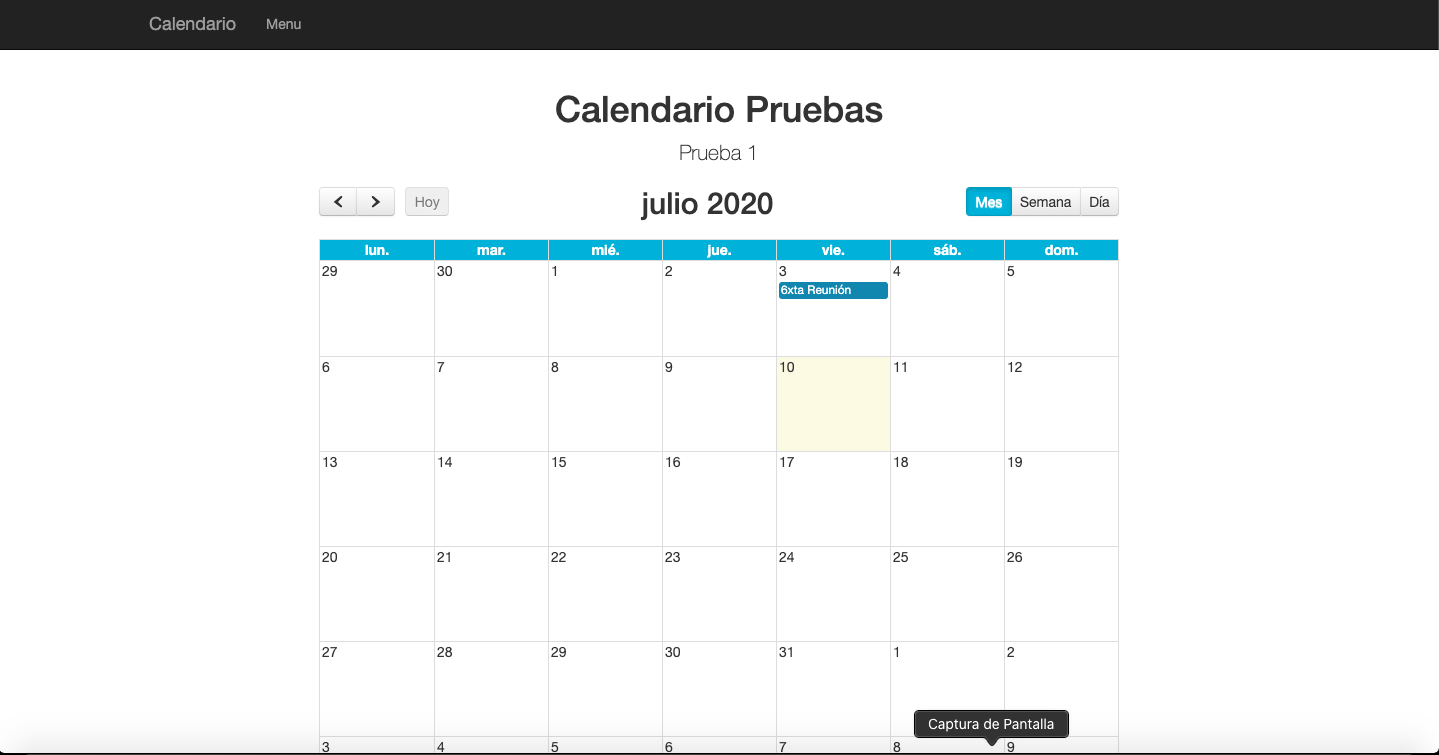 Calendario Menu
Calendario Pruebas
Prueba 1
Hoy julio 2020 Mes Semana Día
lun. mar. mié. jue. vie. sáb. dom.
29 30 1 2 3 4 5
6xta Reunión
6 7 8 9 10 11 12
13 14 15 16 17 18 19
20 21 22 23 24 25 26
27 28 29 30 31 1 2
Captura de Pantalla
3 4 5 6 7 8 9